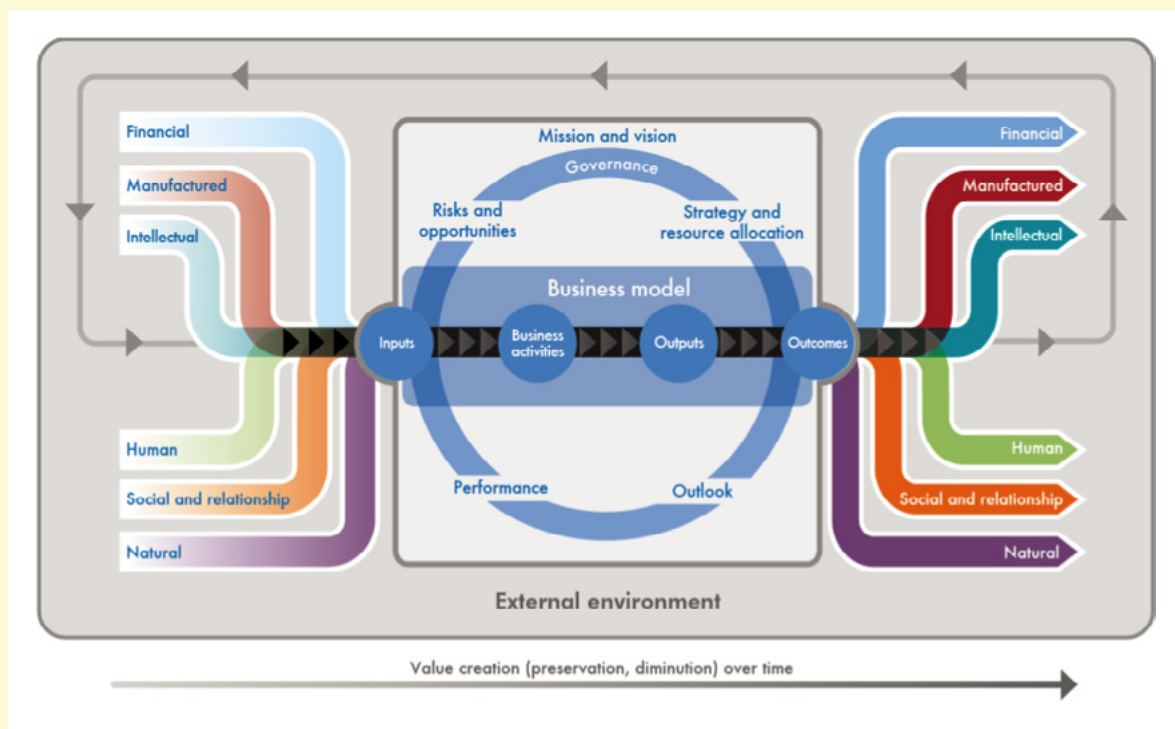 Financial
Manufactured
Intellectual
Human
Social and relationship
Natural
Mission and vision
Governance
Risks and
opportunities
Strategy and
resource allocation
Business model
Inputs
Business
activities
Outputs
Outcomes
Performance
Outlook
Financial
Manufactured
Intellectual
Human
Social and relationship
Natural
External environment
Value creation (preservation, diminution) over time